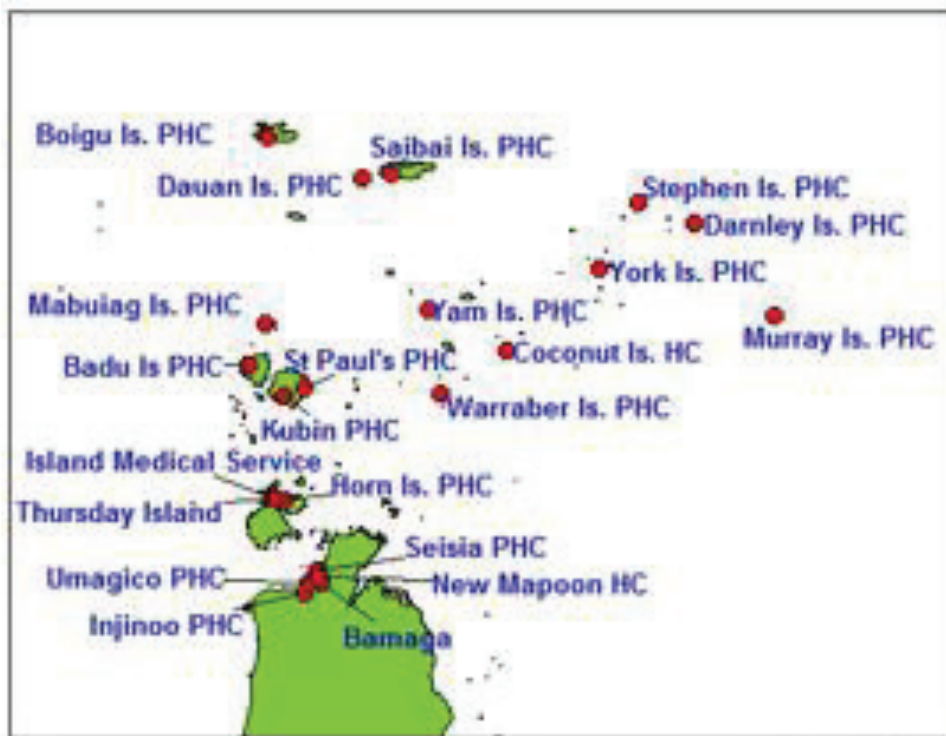 Boigu Is. PHC
Saibai Is. PHC
Dauan Is. PHC
Stephen Is. PHC
Darnley Is. PHC
York Is. PHC
Mabuiag Is. PHC
Yam Is. PHC
Murray Is. PHC
Badu Is PHC
St Paul's PHC
Coconut Is. HC
Warraber Is. PHC
Kubin PHC
Island Medical Service
Horn Is. PHC
Thursday Island
Seisia PHC
Umagico PHC
New Mapoon HC
Injinoo PHC
Bamaga